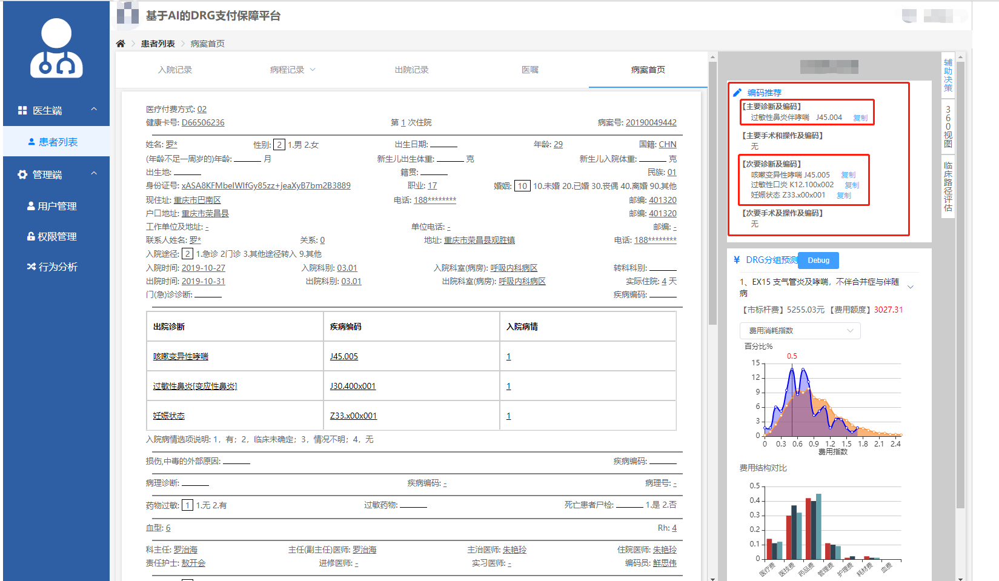 基于AI的DRG支付保障平台
患者列表 病案首页
医生端
患者列表
管理端
用户管理
权限管理
行为分析
入院记录 病程记录 出院记录 医嘱 病案首页
医疗付费方式: 02
健康卡号: D66506236 第 1 次住院 病案号: 20190049442
姓名: 罗* 性别: 2 1.男 2.女 出生日期: 年龄: 29 国籍: CHN
(年龄不足一周岁的)年龄: 月 新生儿出生体重: 克 新生儿入院体重: 克
出生地: 籍贯: 民族: 01
身份证号: xASA8KFMbeIWIfGy85zz+jeaXyB7bm2B3889 职业: 17 婚姻: 10 10.未婚 20.已婚 30.丧偶 40.离婚 90.其他
现住址: 重庆市巴南区 电话: 188******** 邮编: 401320
户口地址: 重庆市荣昌县 邮编: 401320
工作单位及地址: - 单位电话: - 邮编: -
联系人姓名: 罗* 关系: 0 地址: 重庆市荣昌县观胜镇 电话: 188********
入院途径: 2 1.急诊 2门诊 3.其他途径转入 9.其他
入院时间: 2019-10-27 入院科别: 03.01 入院科室(病房): 呼吸内科病区 转科科别:
出院时间: 2019-10-31 出院科别: 03.01 出院科室(病房): 呼吸内科病区 实际住院: 4 天
门(急)诊诊断: 疾病编码:
出院诊断 疾病编码 入院病情
咳嗽变异性哮喘 J45.005 1
过敏性鼻炎[变应性鼻炎] J30.400x001 1
妊娠状态 Z33.x00x001 1
入院病情选项说明: 1，有；2，临床未确定；3，情况不明；4，无
损伤,中毒的外部原因: 疾病编码:
病理诊断: 疾病编码: - 病理号: -
药物过敏: 1 1.无 2.有 过敏药物: 死亡患者尸检: 1.是 2.否
血型: 6 Rh: 4
科主任: 罗治海 主任(副主任)医师: 罗治海 主治医师: 朱艳玲 住院医师: 朱艳玲
责任护士: 敖开会 进修医师: - 实习医师: - 编码员: 鲜思伟
编码推荐
【主要诊断及编码】
过敏性鼻炎伴哮喘 J45.004 复制
【主要手术和操作及编码】
无
【次要诊断及编码】
咳嗽变异性哮喘 J45.005 复制
过敏性口炎 K12.100x002 复制
妊娠状态 Z33.x00x001 复制
【次要手术及操作及编码】
无
¥ DRG分组预测 Debug
1、EX15 支气管炎及哮喘，不伴合并症与伴随
病
【市标杆费】5255.03元 【费用额度】3027.31
费用消耗指数
百分比%
0.5
15
12
9
6
3
0
0 0.3 0.6 0.9 1.2 1.5 1.8 2.1 2.4
费用指数
费用结构对比
0.5
0.4
0.3
0.2
0.1
0
医疗费 医技费 药品费 管理费 护理费 耗材费 血费
辅助决策
360视图
临床路径评估